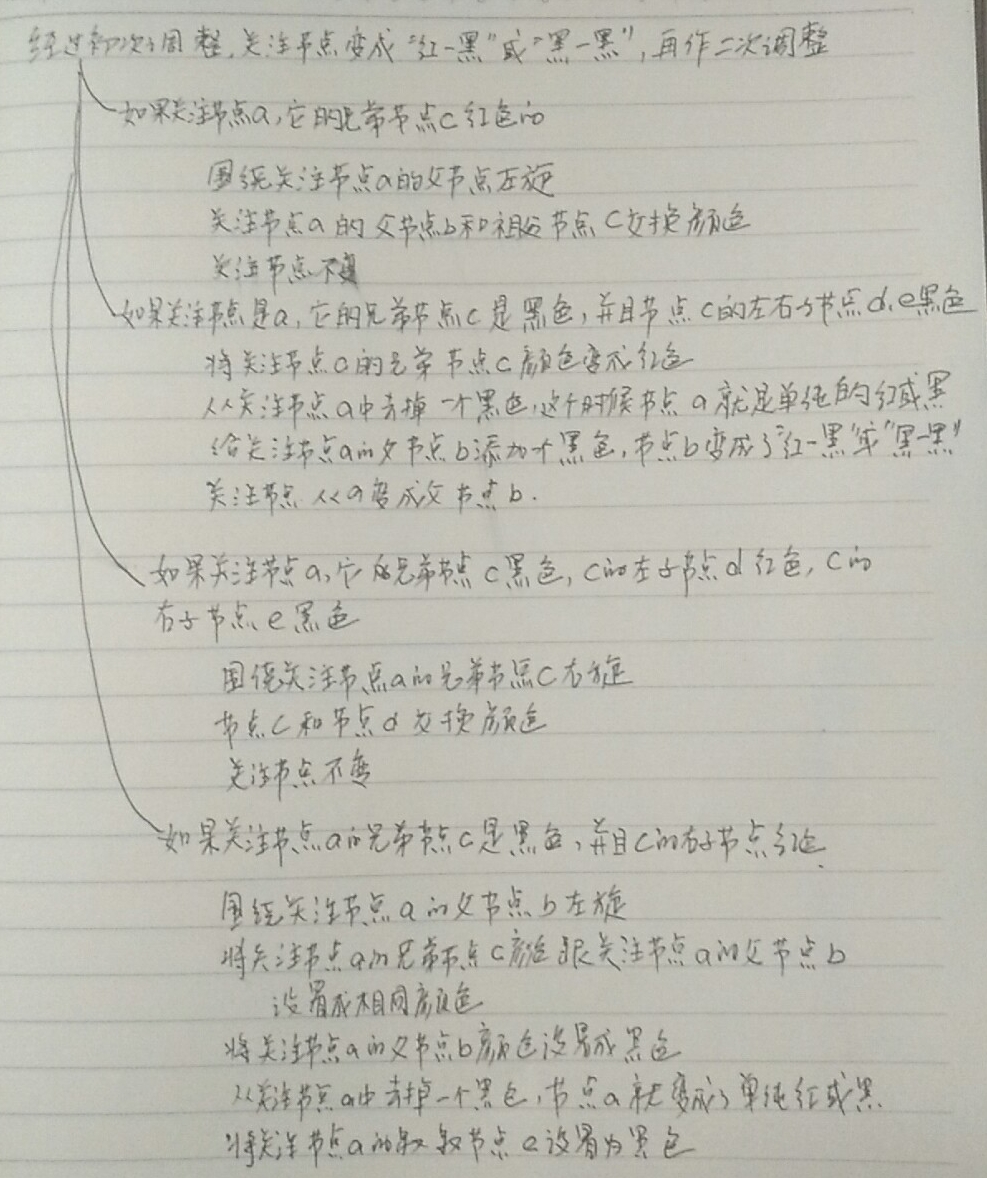 经过初次调整,关注节点变成"红-黑"或"黑-黑",再作二次调整
如果关注节点a,它的兄弟节点c红色的
围绕关注节点a的父节点左旋
关注节点a的父节点b和祖父节点c交换颜色
关注节点不变
如果关注节点是a,它的兄弟节点c是黑色,并且节点c的左右子节点d、e黑色
将关注节点a的兄弟节点c颜色变成红色
从关注节点a中去掉一个黑色,这个时候节点a就是单纯的红或黑
给关注节点a的父节点b添加个黑色,节点b变成了"红-黑"或"黑-黑"
关注节点从a变成父节点b.
如果关注节点a,它的兄弟节点c黑色,c的左子节点d红色,c的
右子节点e黑色
围绕关注节点a的兄弟节点c右旋
节点c和节点d交换颜色
关注节点不变
如果关注节点a的兄弟节点c是黑色,并且c的右子节点红色
围绕关注节点a的父节点b左旋
将关注节点a的兄弟节点c颜色跟关注节点a的父节点b
设置成相同颜色
将关注节点a的父节点b颜色设置成黑色
从关注节点a中去掉一个黑色,节点a就变成了单纯红或黑
将关注节点a的叔叔节点e设置为黑色